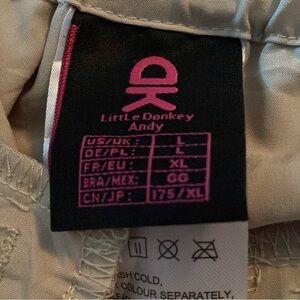 DK
LittLe Donkey
Andy
US/UK: L
DE/PL: L
FR/EU: XL
BRA/MEX: GG
CN/JP: 175/XL
SH COLD,
COLOUR SEPARATELY,